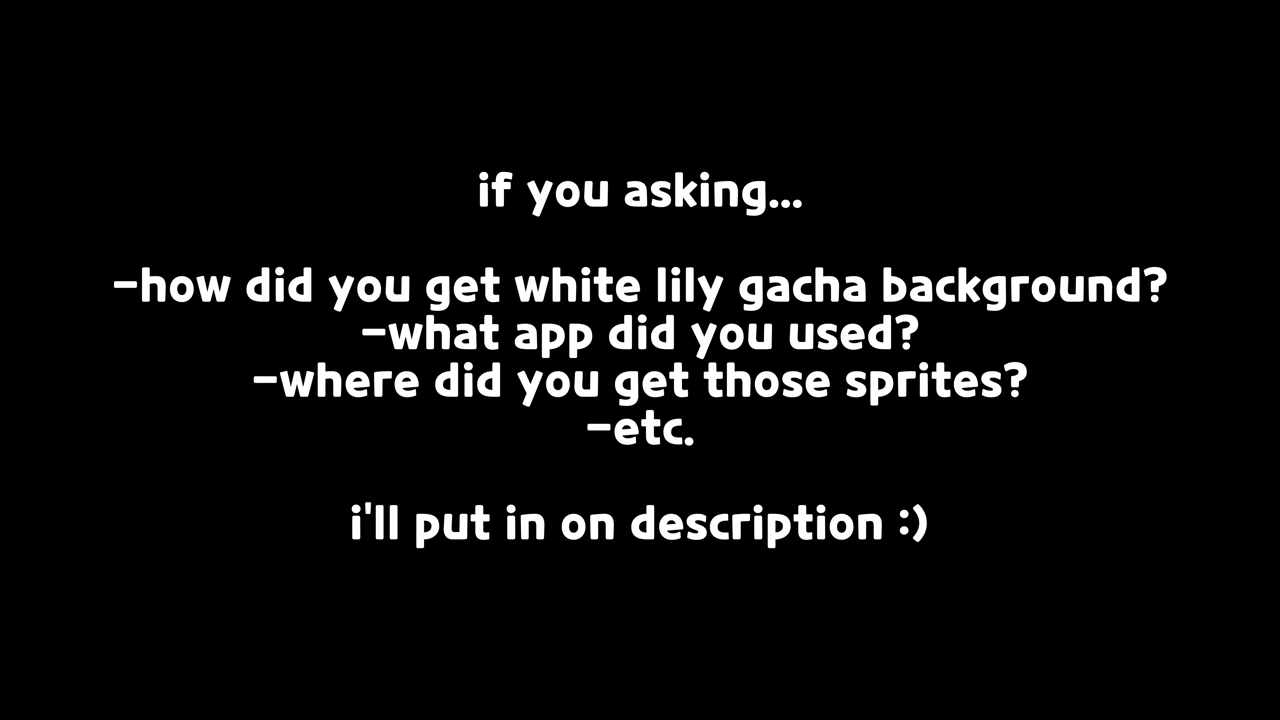 if you asking...
-how did you get white lily gacha background?
-what app did you used?
-where did you get those sprites?
-etc.
i'll put in on description :)